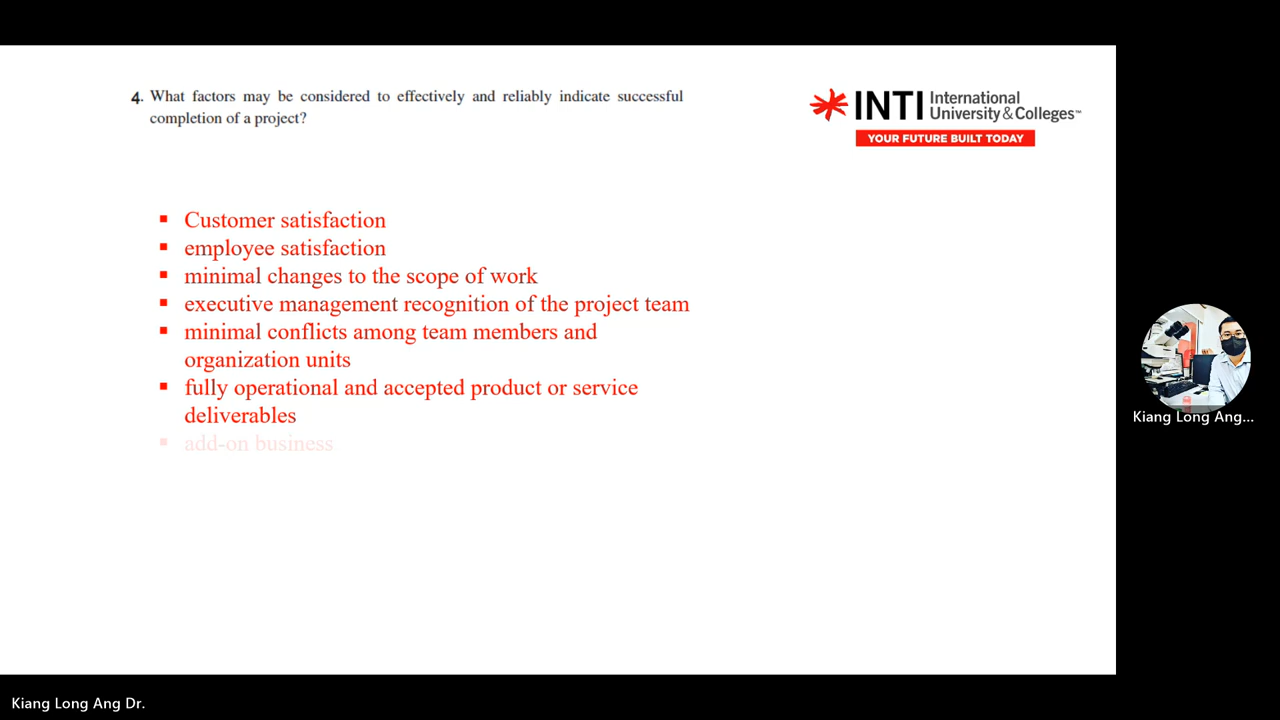 4. What factors may be considered to effectively and reliably indicate successful
completion of a project?
INTI International
University & Colleges™
YOUR FUTURE BUILT TODAY
▪ Customer satisfaction
▪ employee satisfaction
▪ minimal changes to the scope of work
▪ executive management recognition of the project team
▪ minimal conflicts among team members and
organization units
▪ fully operational and accepted product or service
deliverables
▪ add-on business
Kiang Long Ang...
Kiang Long Ang Dr.